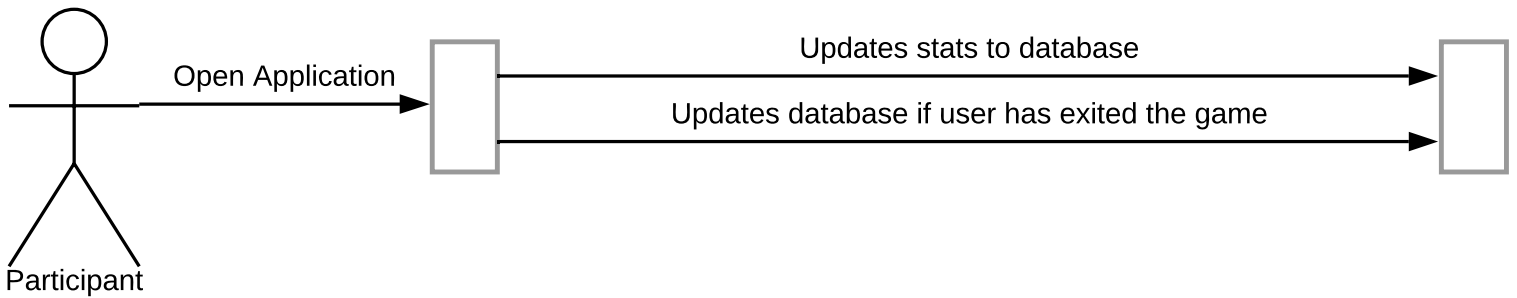 Open Application
Updates stats to database
Updates database if user has exited the game
Participant